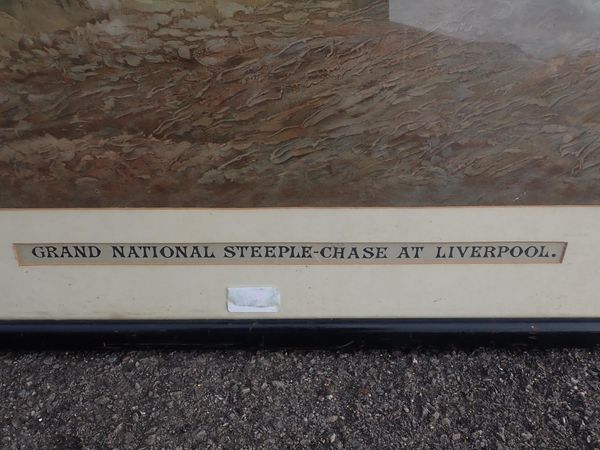 GRAND NATIONAL STEEPLE-CHASE AT LIVERPOOL.